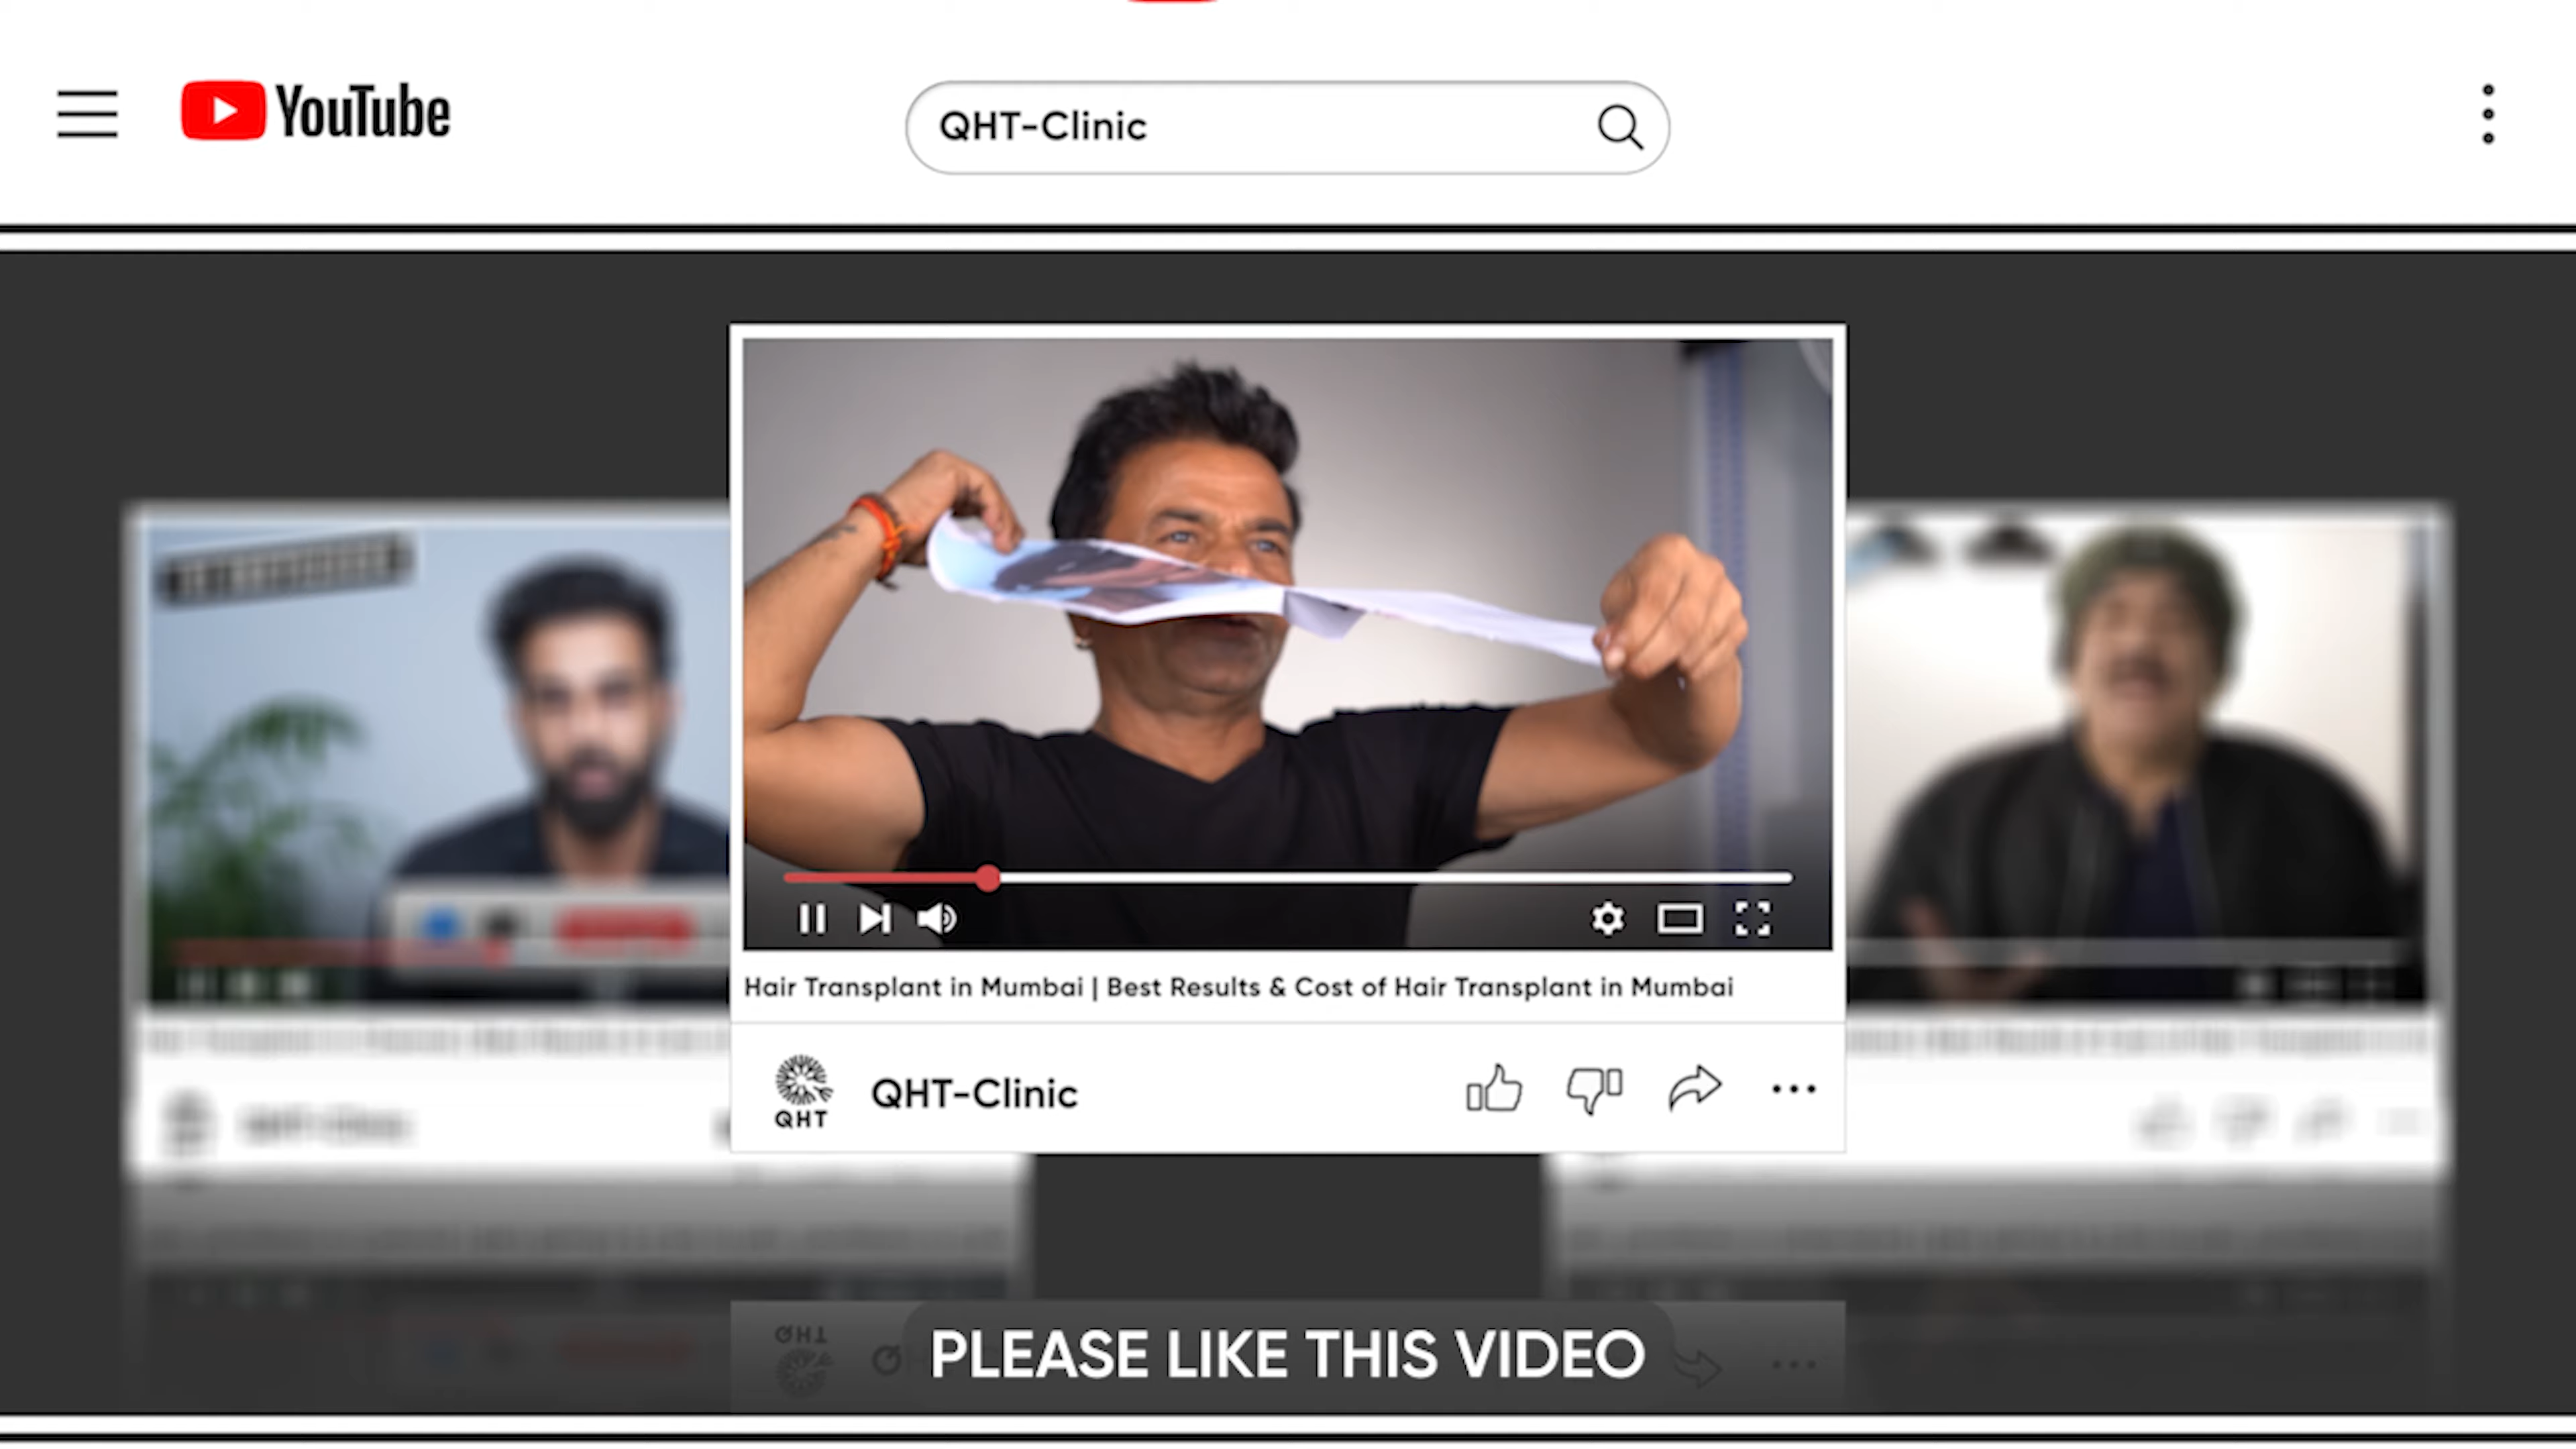 YouTube
QHT-Clinic
Hair Transplant in Mumbai | Best Results & Cost of Hair Transplant in Mumbai
QHT
QHT-Clinic
PLEASE LIKE THIS VIDEO